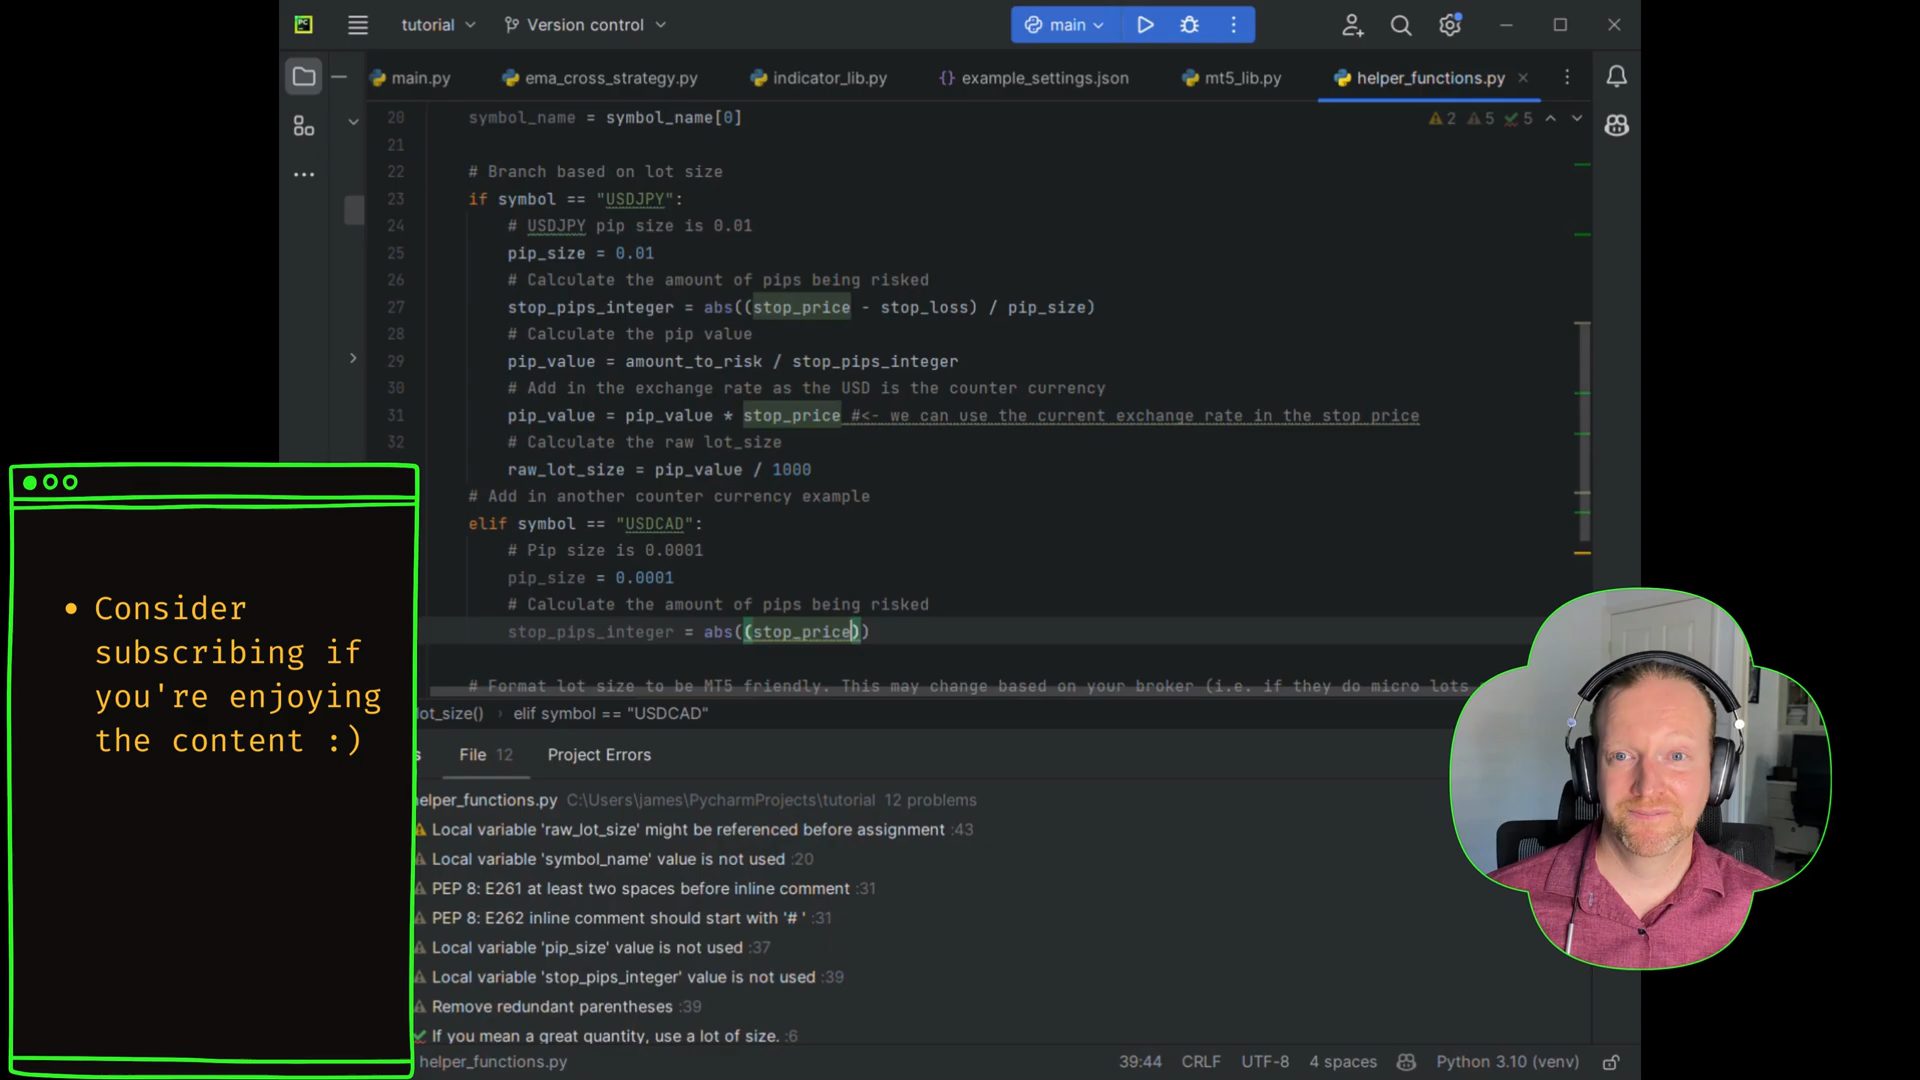 PC
tutorial
Version control
main
main.py
ema_cross_strategy.py
indicator_lib.py
{} example_settings.json
mt5_lib.py
helper_functions.py
20 symbol_name = symbol_name[0]
2 5 5
21
22 # Branch based on lot size
23 if symbol == "USDJPY":
24 # USDJPY pip size is 0.01
25 pip_size = 0.01
26 # Calculate the amount of pips being risked
27 stop_pips_integer = abs((stop_price - stop_loss) / pip_size)
28 # Calculate the pip value
29 pip_value = amount_to_risk / stop_pips_integer
30 # Add in the exchange rate as the USD is the counter currency
31 pip_value = pip_value * stop_price #<- we can use the current exchange rate in the stop price
32 # Calculate the raw lot_size
raw_lot_size = pip_value / 1000
# Add in another counter currency example
elif symbol == "USDCAD":
# Pip size is 0.0001
pip_size = 0.0001
# Calculate the amount of pips being risked
stop_pips_integer = abs((stop_price))
# Format lot size to be MT5 friendly. This may change based on your broker (i.e. if they do micro lots
lot_size() › elif symbol == "USDCAD"
s File 12 Project Errors
elper_functions.py C:\Users\james\PycharmProjects\tutorial 12 problems
Local variable 'raw_lot_size' might be referenced before assignment :43
Local variable 'symbol_name' value is not used :20
PEP 8: E261 at least two spaces before inline comment :31
PEP 8: E262 inline comment should start with '# ' :31
Local variable 'pip_size' value is not used :37
Local variable 'stop_pips_integer' value is not used :39
Remove redundant parentheses :39
If you mean a great quantity, use a lot of size. :6
helper_functions.py
39:44 CRLF UTF-8 4 spaces Python 3.10 (venv)
• Consider
subscribing if
you're enjoying
the content :)